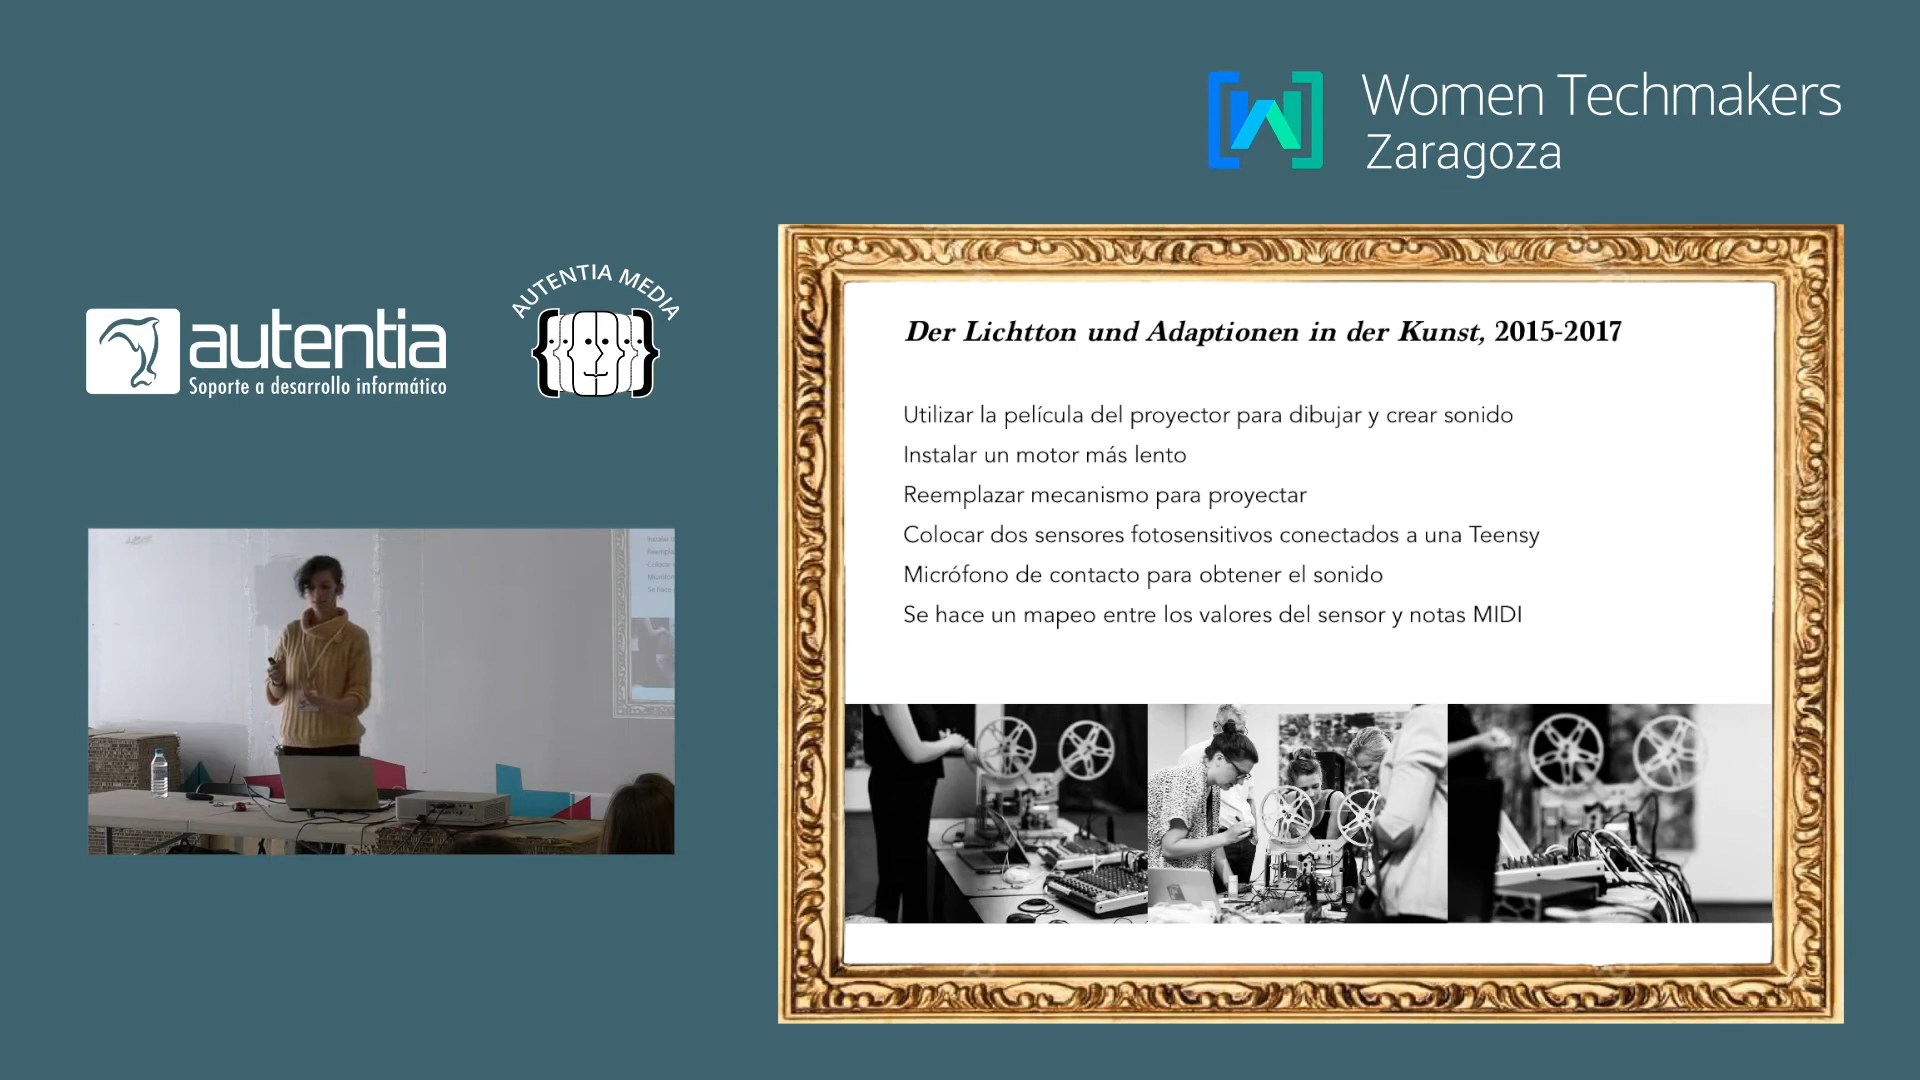 Women Techmakers
Zaragoza
AUTENTIA MEDIA
autentia
Soporte a desarrollo informático
Der Lichtton und Adaptionen in der Kunst, 2015-2017
Utilizar la película del proyector para dibujar y crear sonido
Instalar un motor más lento
Reemplazar mecanismo para proyectar
Colocar dos sensores fotosensitivos conectados a una Teensy
Micrófono de contacto para obtener el sonido
Se hace un mapeo entre los valores del sensor y notas MIDI